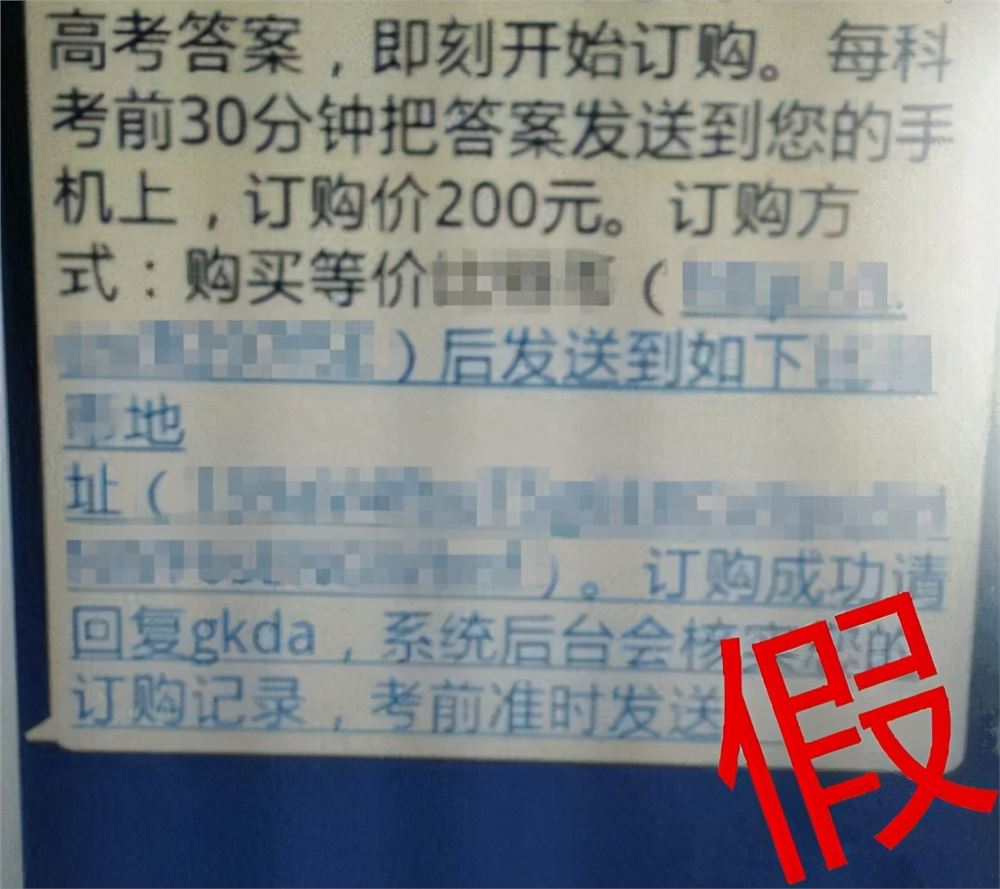 高考答案，即刻开始订购。每科
考前30分钟把答案发送到您的手
机上，订购价200元。订购方
式：购买等价（
）后发送到如下
地
址（
）。订购成功请
回复gkda，系统后台会核实您的
订购记录，考前准时发送
假